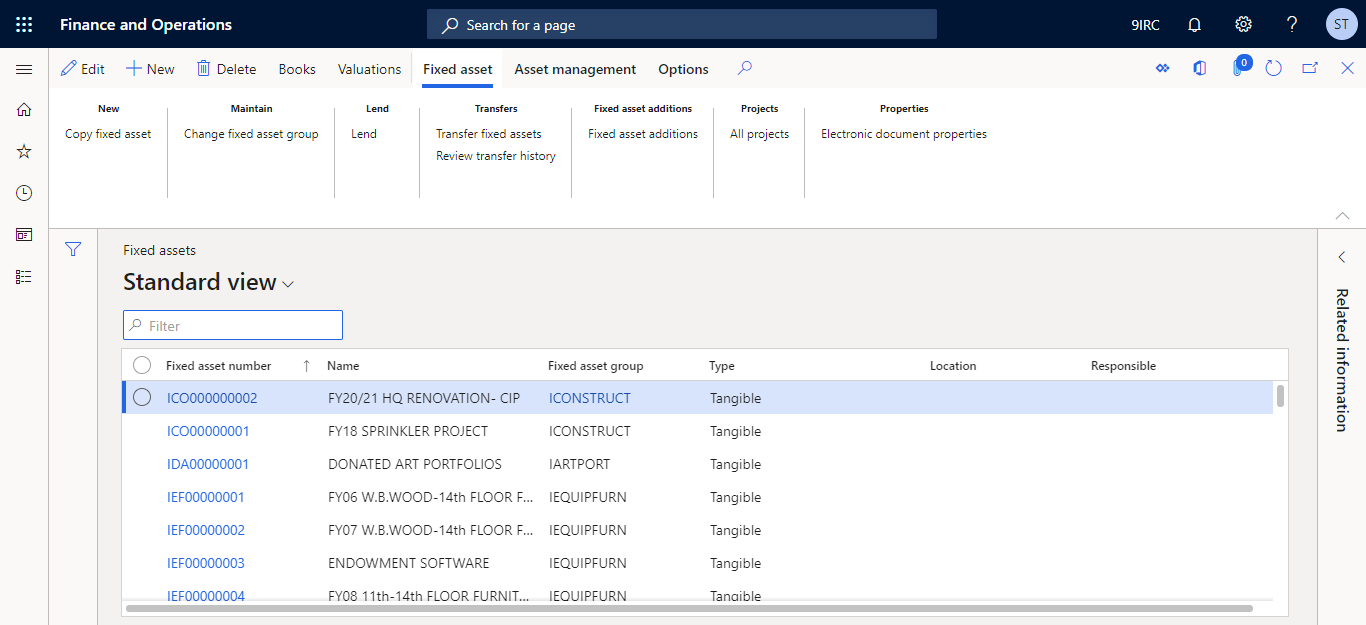 Finance and Operations
Search for a page
9IRC
ST
Edit
New
Delete
Books
Valuations
Fixed asset
Asset management
Options
0
New
Maintain
Lend
Transfers
Fixed asset additions
Projects
Properties
Copy fixed asset
Change fixed asset group
Lend
Transfer fixed assets
Fixed asset additions
All projects
Electronic document properties
Review transfer history
Fixed assets
Standard view
Filter
Related information
Fixed asset number Name Fixed asset group Type Location Responsible
ICO000000002 FY20/21 HQ RENOVATION- CIP ICONSTRUCT Tangible
ICO00000001 FY18 SPRINKLER PROJECT ICONSTRUCT Tangible
IDA00000001 DONATED ART PORTFOLIOS IARTPORT Tangible
IEF00000001 FY06 W.B.WOOD-14th FLOOR F... IEQUIPFURN Tangible
IEF00000002 FY07 W.B.WOOD-14th FLOOR F... IEQUIPFURN Tangible
IEF00000003 ENDOWMENT SOFTWARE IEQUIPFURN Tangible
IEF00000004 FY08 11th-14th FLOOR FURNIT... IEQUIPFURN Tangible